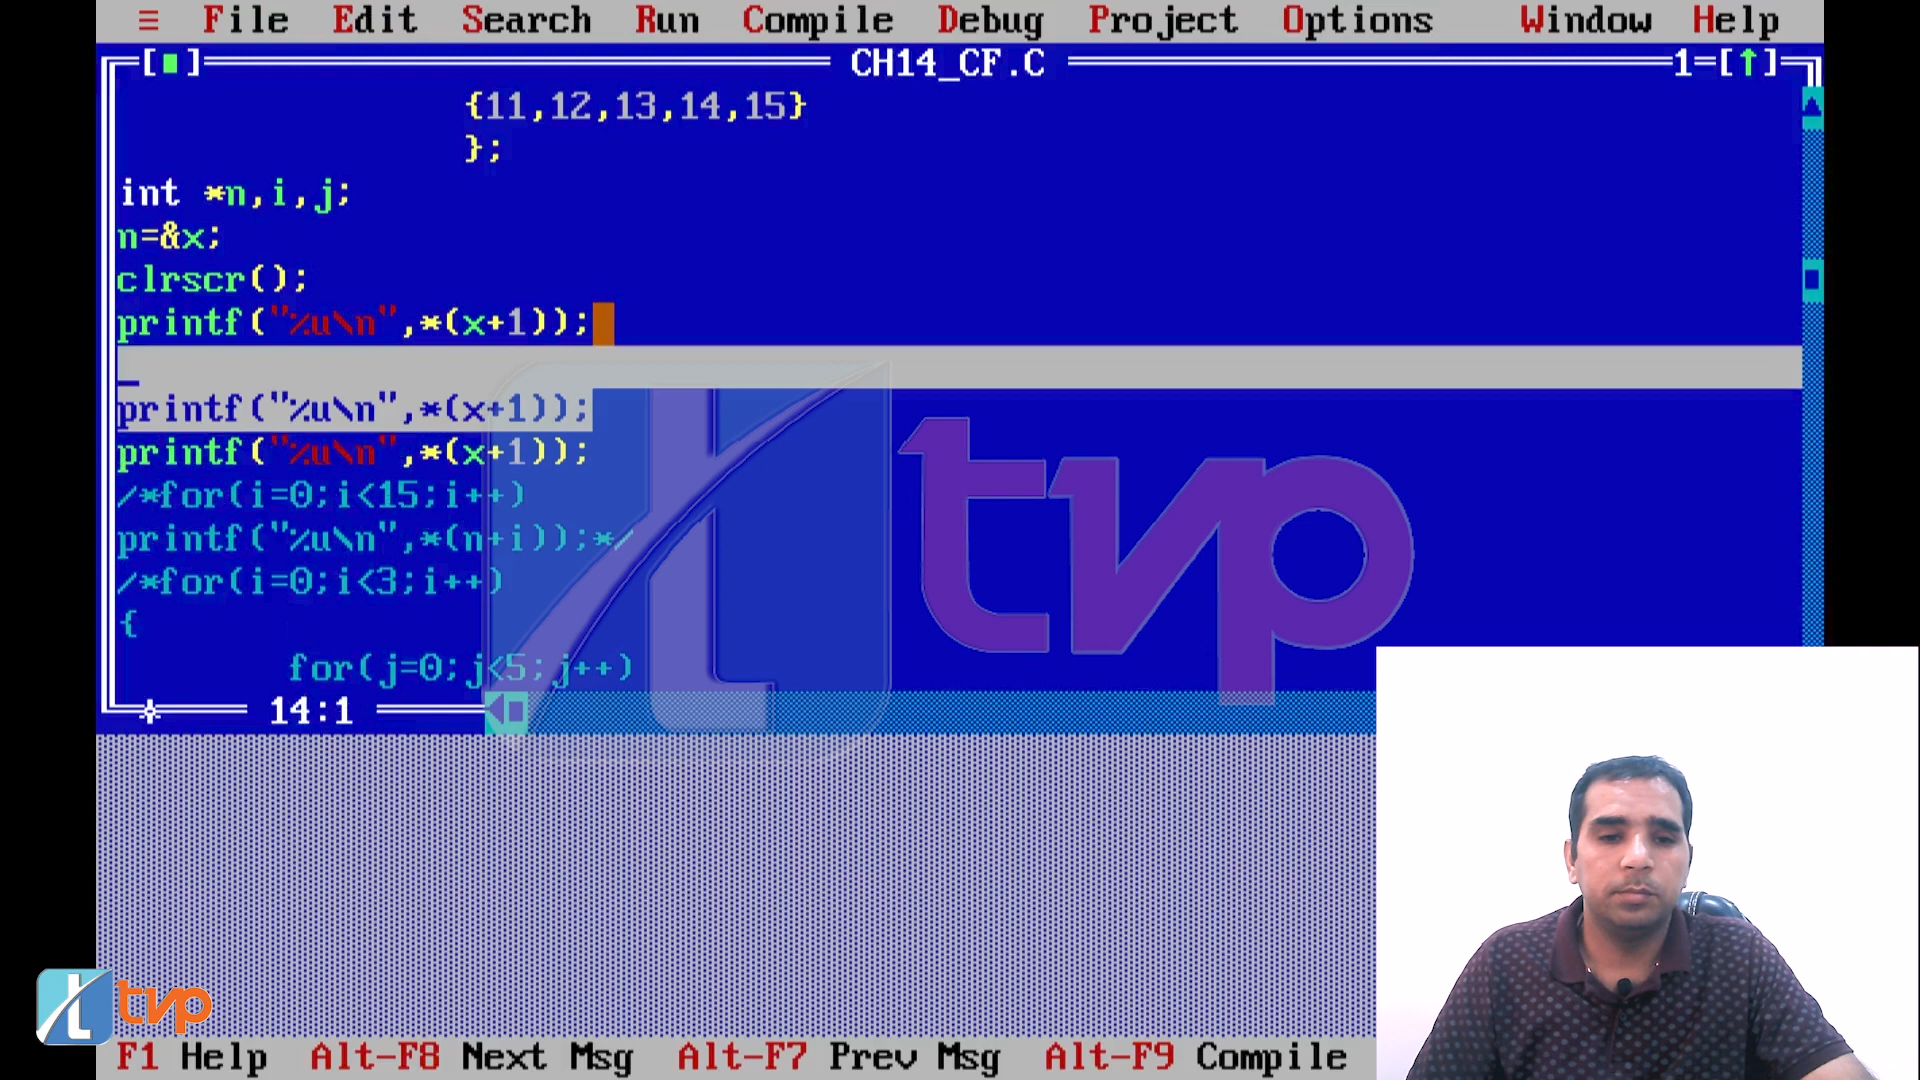 ≡ File Edit Search Run Compile Debug Project Options Window Help
[■] CH14_CF.C 1=[↑]
{11,12,13,14,15}
};
int *n,i,j;
n=&x;
clrscr();
printf("%u\n",*(x+1));
printf("%u\n",*(x+1));
printf("%u\n",*(x+1));
/*for(i=0;i<15;i++)
printf("%u\n",*(n+i));*/
/*for(i=0;i<3;i++)
{
for(j=0;j<5;j++)
14:1
t tvp
t tvp
F1 Help Alt-F8 Next Msg Alt-F7 Prev Msg Alt-F9 Compile